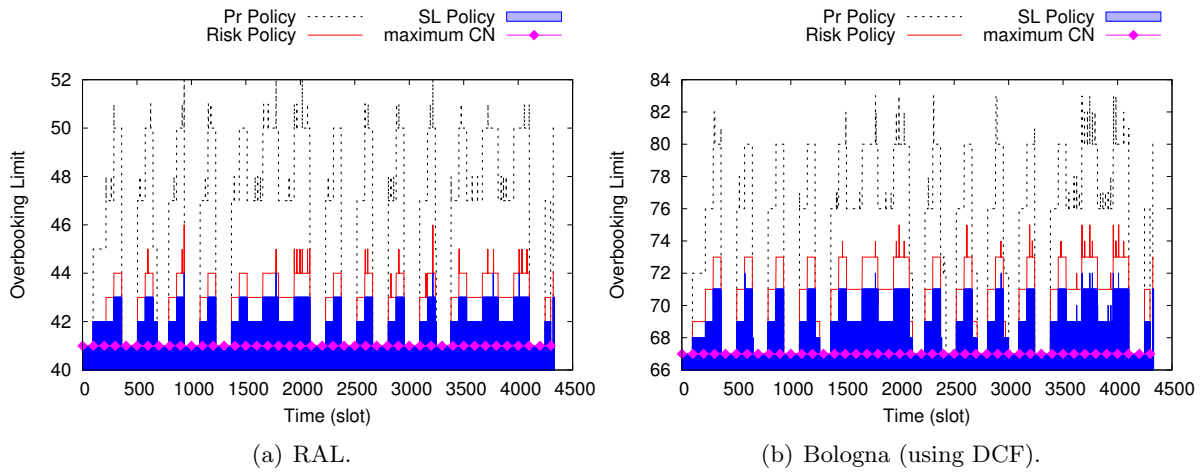 Pr Policy SL Policy
Risk Policy maximum CN
52
50
48
46
44
42
40
Overbooking Limit
0 500 1000 1500 2000 2500 3000 3500 4000 4500
Time (slot)
(a) RAL.
Pr Policy SL Policy
Risk Policy maximum CN
84
82
80
78
76
74
72
70
68
66
Overbooking Limit
0 500 1000 1500 2000 2500 3000 3500 4000 4500
Time (slot)
(b) Bologna (using DCF).